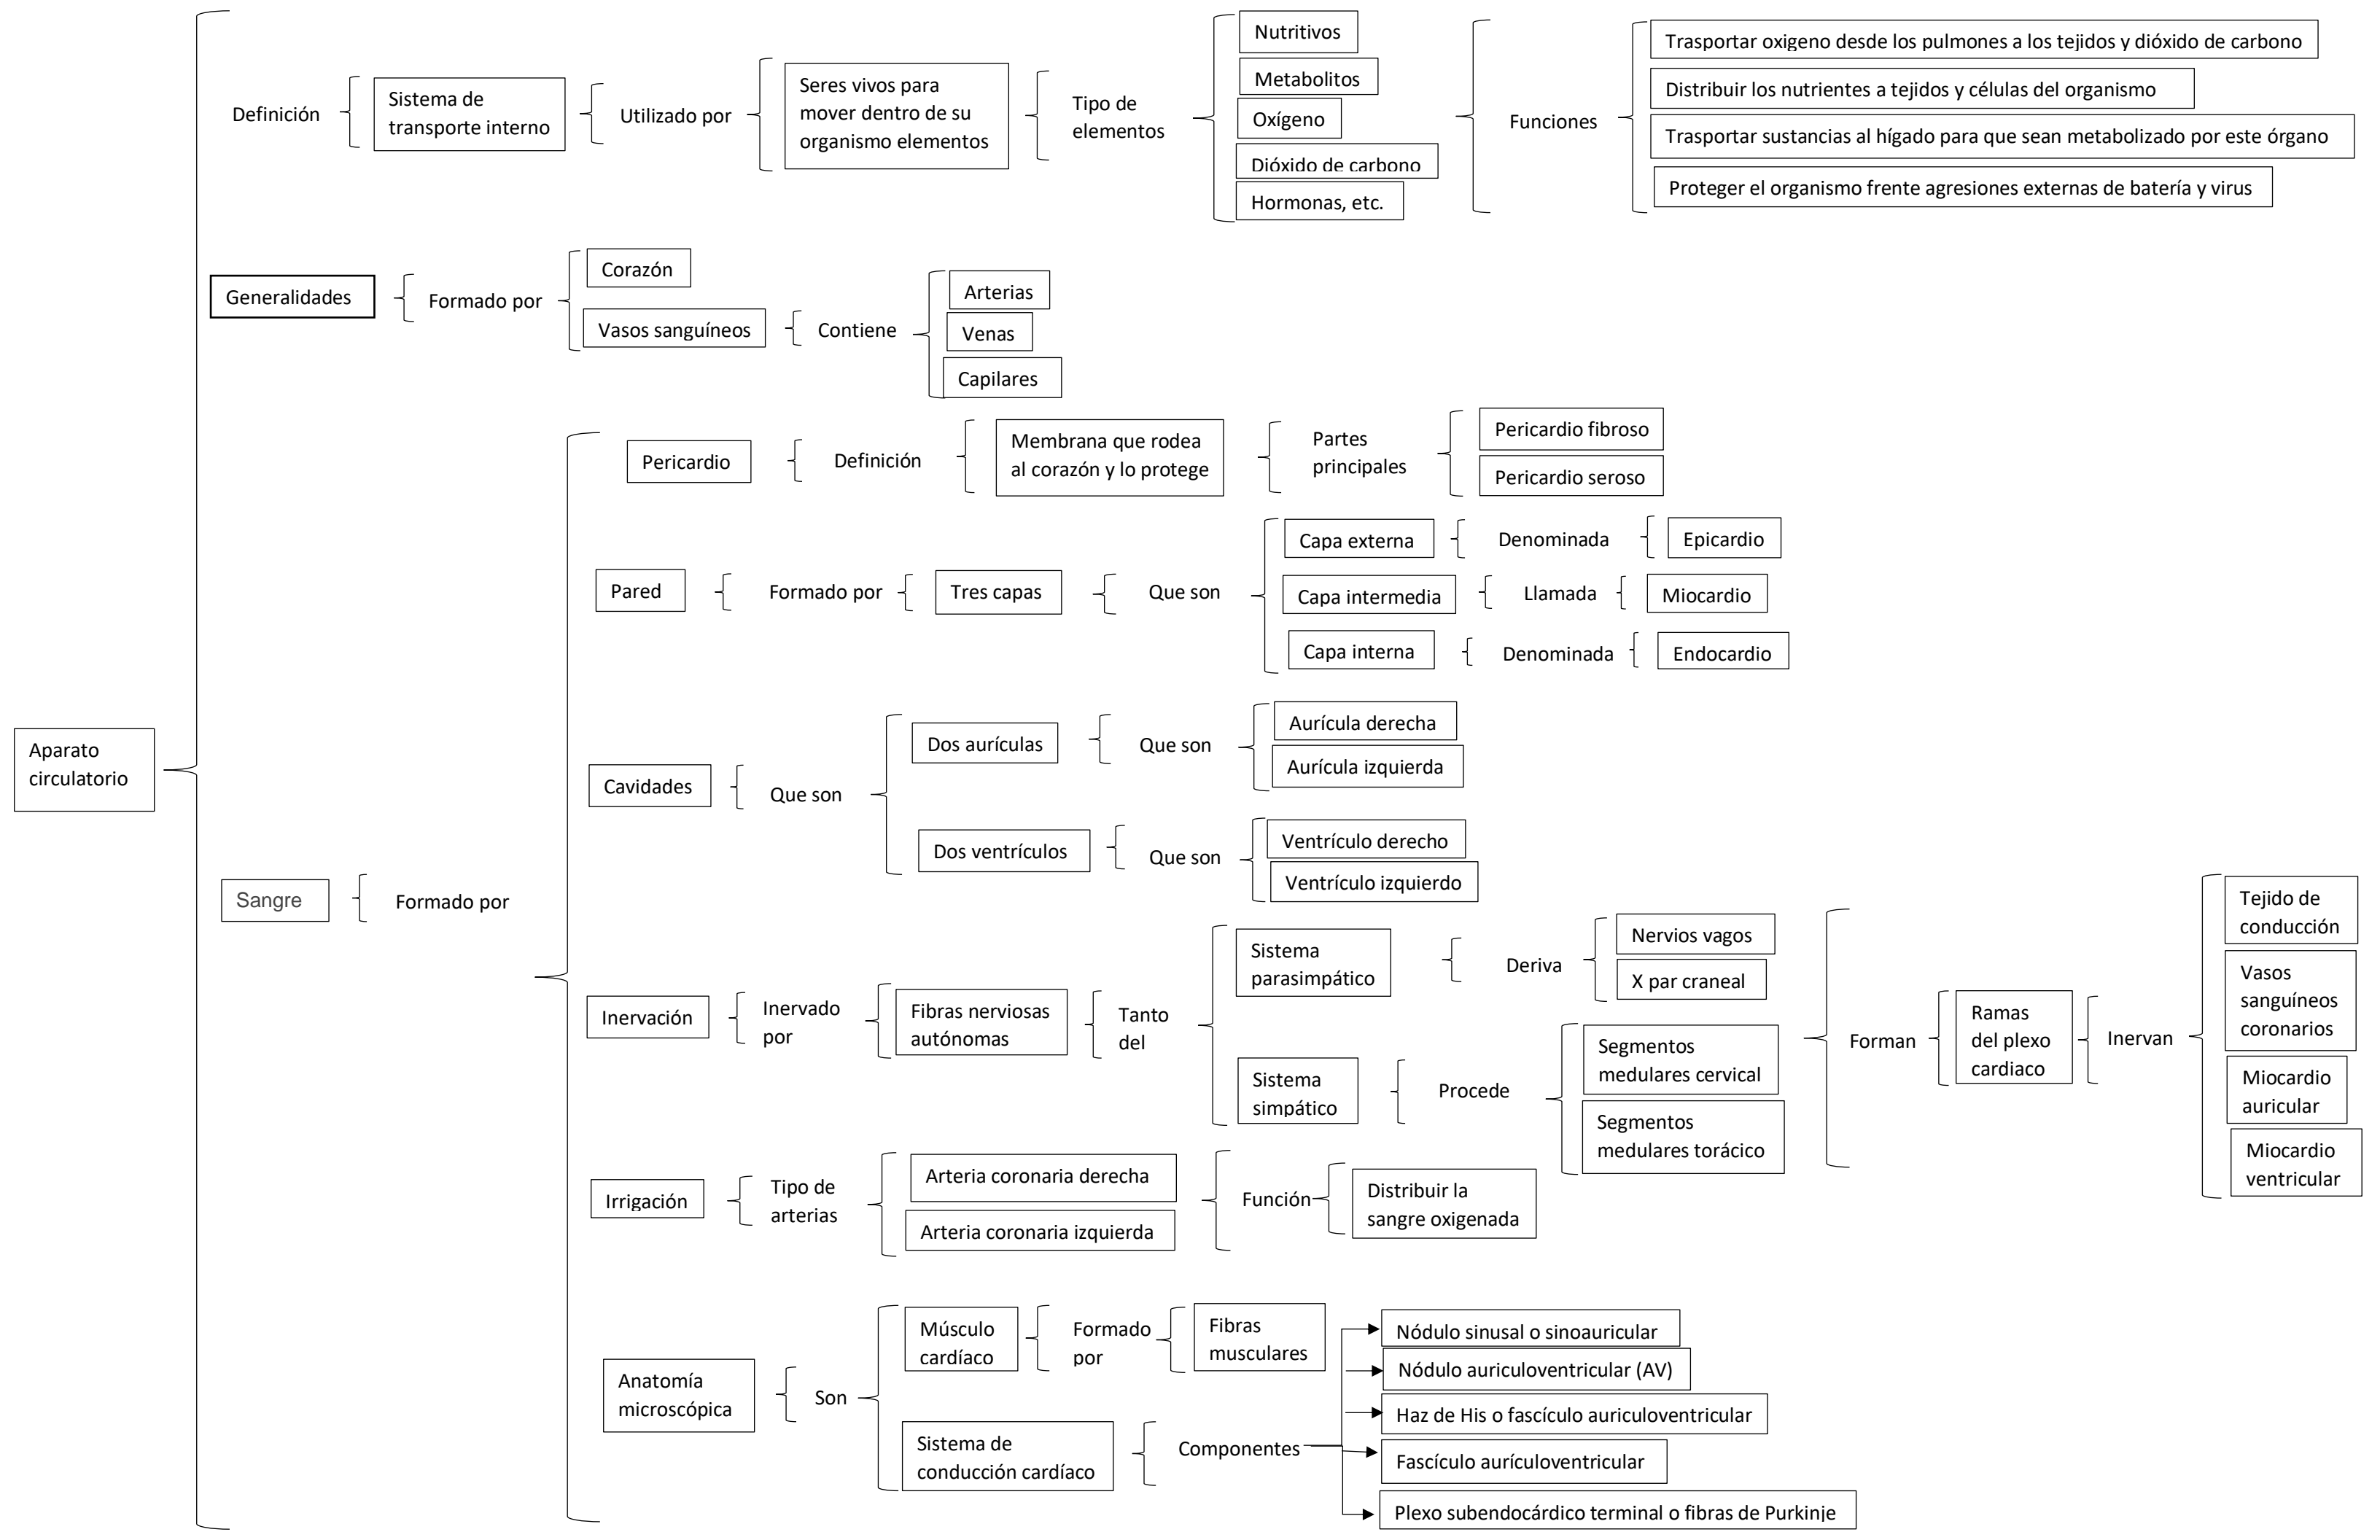 Aparato
circulatorio
Definición
Sistema de
transporte interno
Utilizado por
Seres vivos para
mover dentro de su
organismo elementos
Tipo de
elementos
Nutritivos
Metabolitos
Oxígeno
Dióxido de carbono
Hormonas, etc.
Funciones
Trasportar oxigeno desde los pulmones a los tejidos y dióxido de carbono
Distribuir los nutrientes a tejidos y células del organismo
Trasportar sustancias al hígado para que sean metabolizado por este órgano
Proteger el organismo frente agresiones externas de batería y virus
Generalidades
Formado por
Corazón
Vasos sanguíneos
Contiene
Arterias
Venas
Capilares
Sangre
Formado por
Pericardio
Definición
Membrana que rodea
al corazón y lo protege
Partes
principales
Pericardio fibroso
Pericardio seroso
Pared
Formado por
Tres capas
Que son
Capa externa
Denominada
Epicardio
Capa intermedia
Llamada
Miocardio
Capa interna
Denominada
Endocardio
Cavidades
Que son
Dos aurículas
Que son
Aurícula derecha
Aurícula izquierda
Dos ventrículos
Que son
Ventrículo derecho
Ventrículo izquierdo
Inervación
Inervado
por
Fibras nerviosas
autónomas
Tanto
del
Sistema
parasimpático
Deriva
Nervios vagos
X par craneal
Sistema
simpático
Procede
Segmentos
medulares cervical
Segmentos
medulares torácico
Forman
Ramas
del plexo
cardiaco
Inervan
Tejido de
conducción
Vasos
sanguíneos
coronarios
Miocardio
auricular
Miocardio
ventricular
Irrigación
Tipo de
arterias
Arteria coronaria derecha
Arteria coronaria izquierda
Función
Distribuir la
sangre oxigenada
Anatomía
microscópica
Son
Músculo
cardíaco
Formado
por
Fibras
musculares
Sistema de
conducción cardíaco
Componentes
Nódulo sinusal o sinoauricular
Nódulo auriculoventricular (AV)
Haz de His o fascículo auriculoventricular
Fascículo aurículoventricular
Plexo subendocárdico terminal o fibras de Purkinje